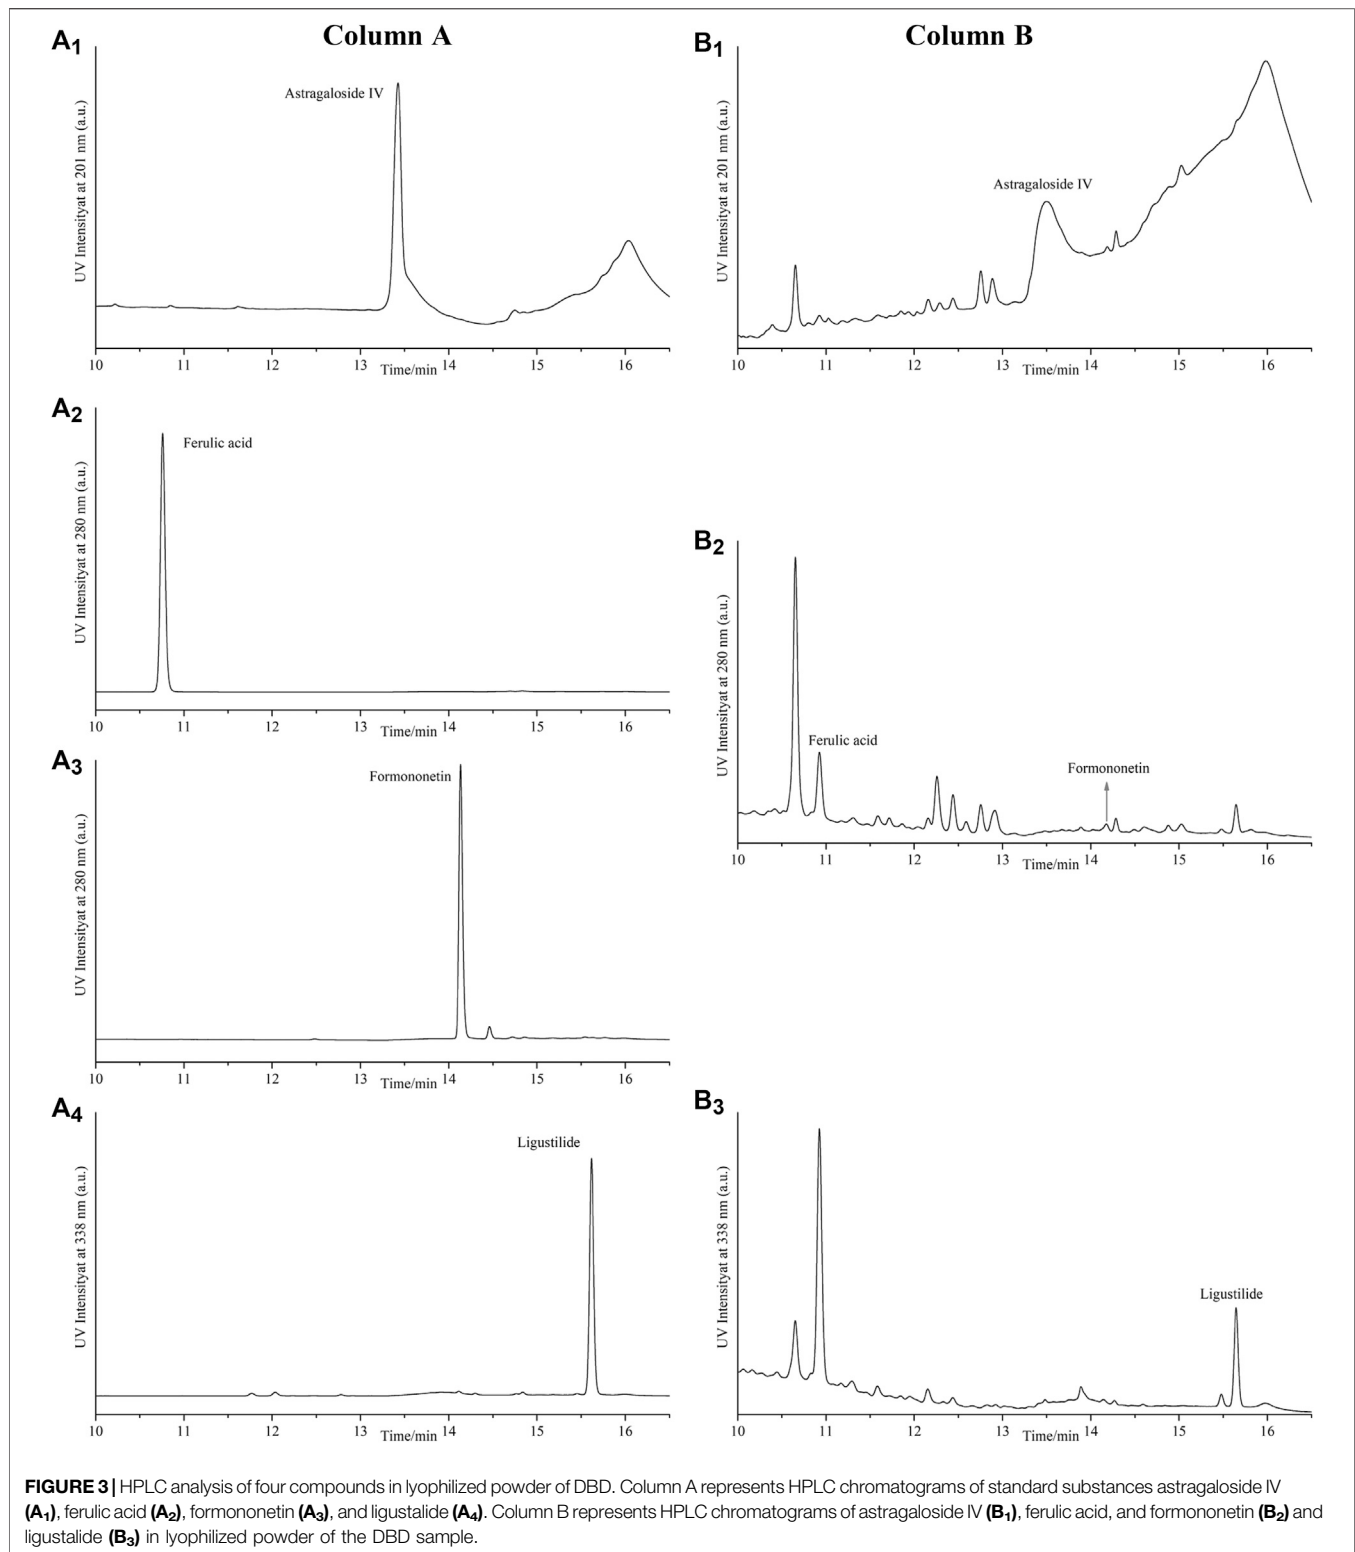 Column A
Column B
A1
UV Intensityat at 201 nm (a.u.)
Astragaloside IV
10 11 12 13 14 15 16
Time/min
B1
UV Intensityat at 201 nm (a.u.)
Astragaloside IV
10 11 12 13 14 15 16
Time/min
A2
UV Intensityat at 280 nm (a.u.)
Ferulic acid
10 11 12 13 14 15 16
Time/min
B2
UV Intensityat at 280 nm (a.u.)
Ferulic acid
Formononetin
10 11 12 13 14 15 16
Time/min
A3
UV Intensityat at 280 nm (a.u.)
Formononetin
10 11 12 13 14 15 16
Time/min
A4
UV Intensityat at 338 nm (a.u.)
Ligustilide
10 11 12 13 14 15 16
Time/min
B3
UV Intensityat at 338 nm (a.u.)
Ligustilide
10 11 12 13 14 15 16
Time/min
FIGURE 3 | HPLC analysis of four compounds in lyophilized powder of DBD. Column A represents HPLC chromatograms of standard substances astragaloside IV
(A1), ferulic acid (A2), formononetin (A3), and ligustalide (A4). Column B represents HPLC chromatograms of astragaloside IV (B1), ferulic acid, and formononetin (B2) and
ligustalide (B3) in lyophilized powder of the DBD sample.